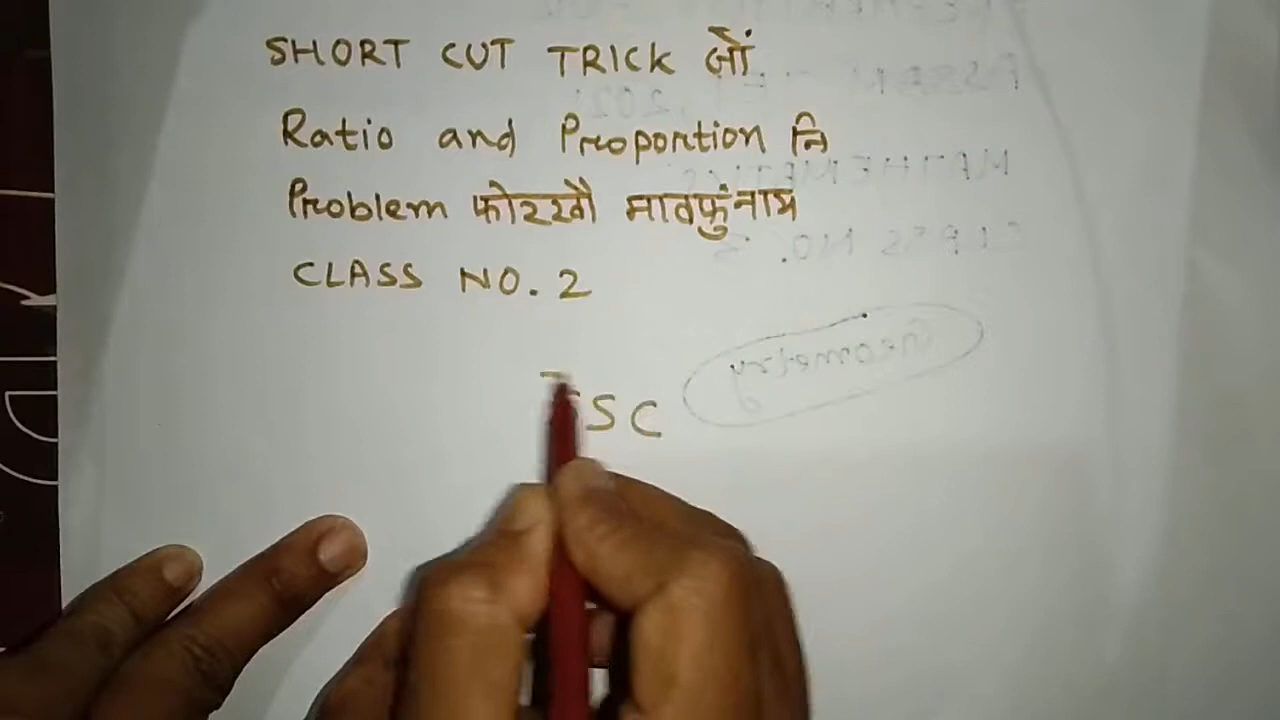 SHORT CUT TRICK जों
Ratio and Proportion नि
Problem फोरखौ मावफुंनाय
CLASS NO. 2
SC